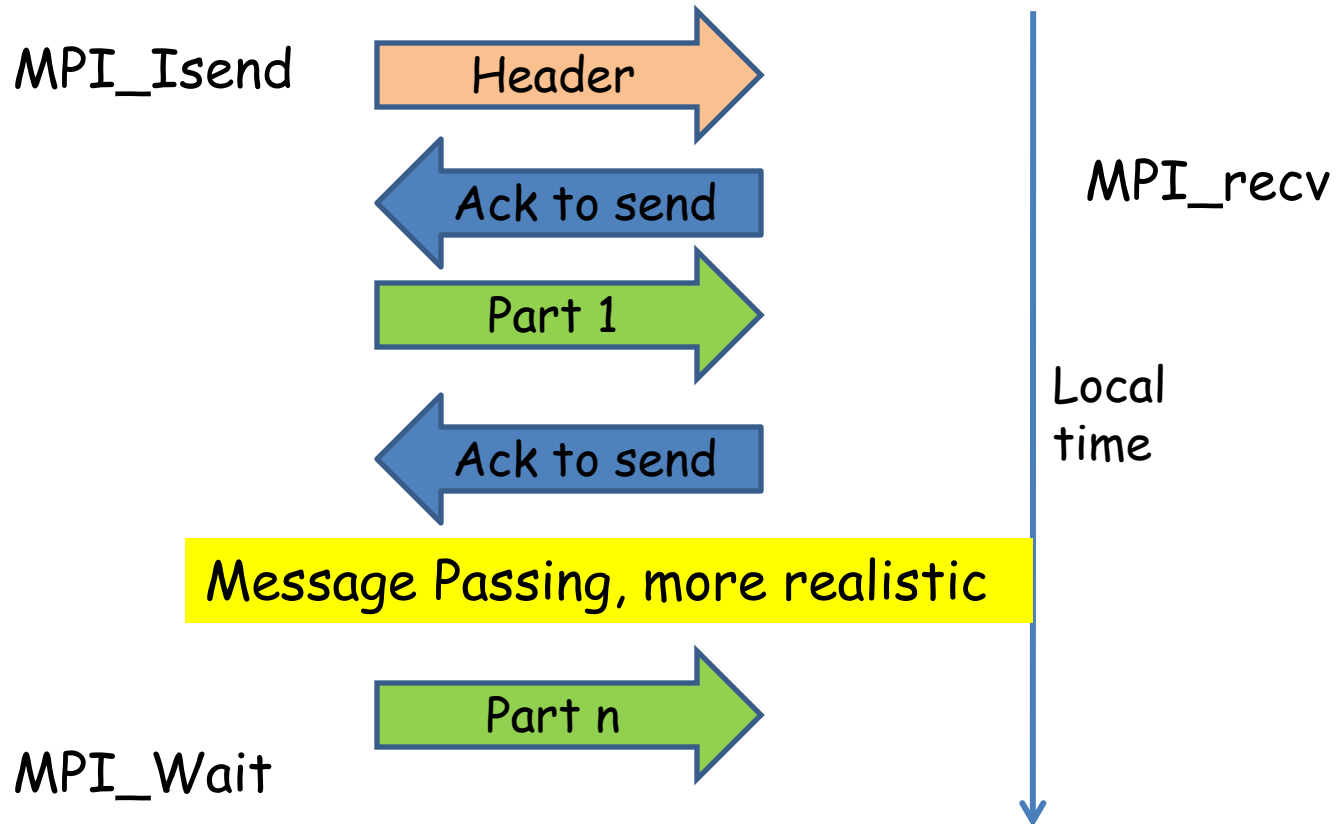 MPI_Isend
Header
Ack to send
MPI_recv
Part 1
Local
time
Ack to send
Message Passing, more realistic
Part n
MPI_Wait